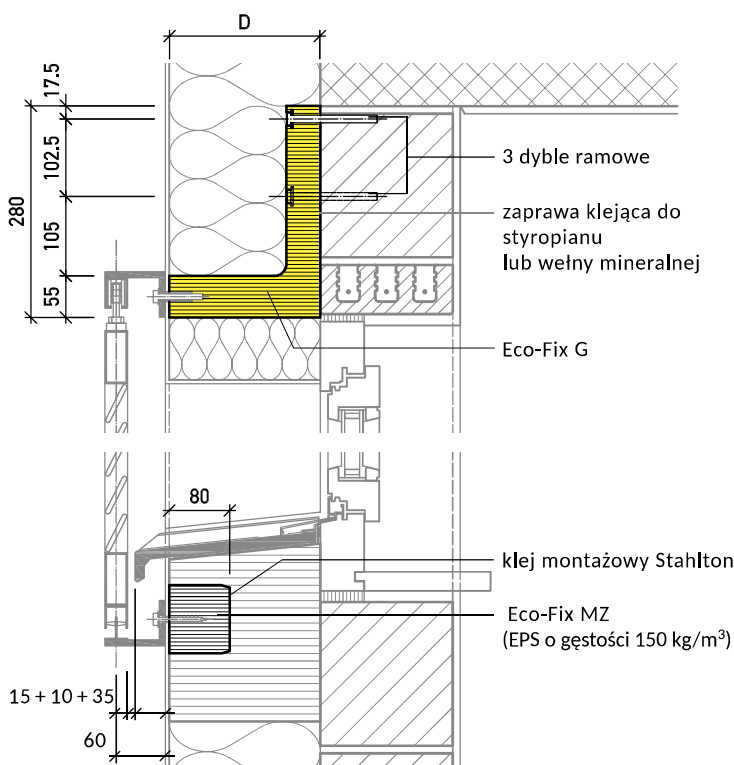 D
17.5
102.5
280
105
55
3 dyble ramowe
zaprawa klejąca do
styropianu
lub wełny mineralnej
Eco-Fix G
80
klej montażowy Stahlton
Eco-Fix MZ
(EPS o gęstości 150 kg/m³)
15 + 10 + 35
60